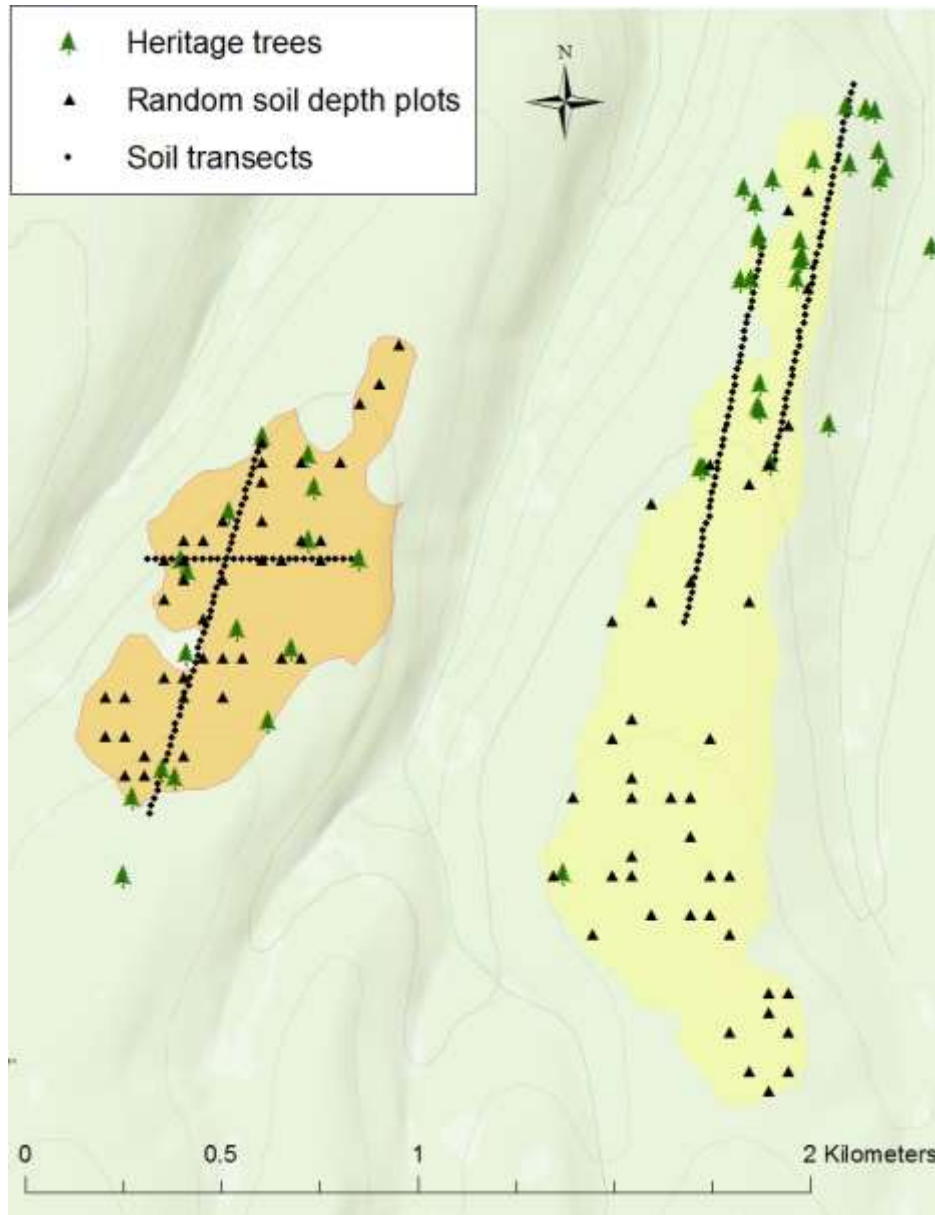 Heritage trees
N
Random soil depth plots
Soil transects
0 0.5 1 2 Kilometers